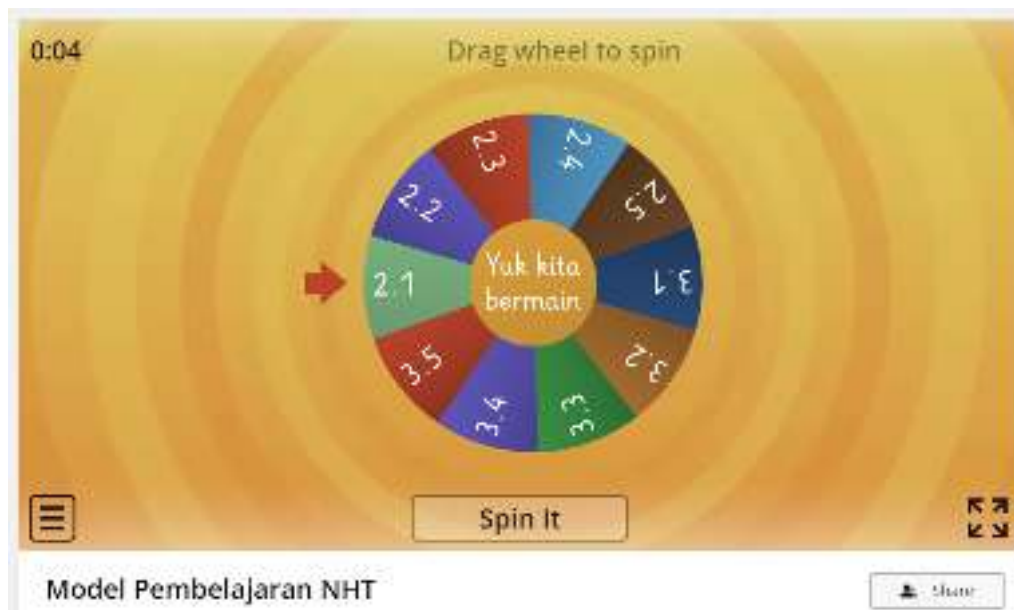 0:04
Drag wheel to spin
2.3
2.4
2.2
2.5
Yuk kita
bermain
2.1
3.1
3.5
3.2
3.4
3.3
Spin It
Model Pembelajaran NHT
Share